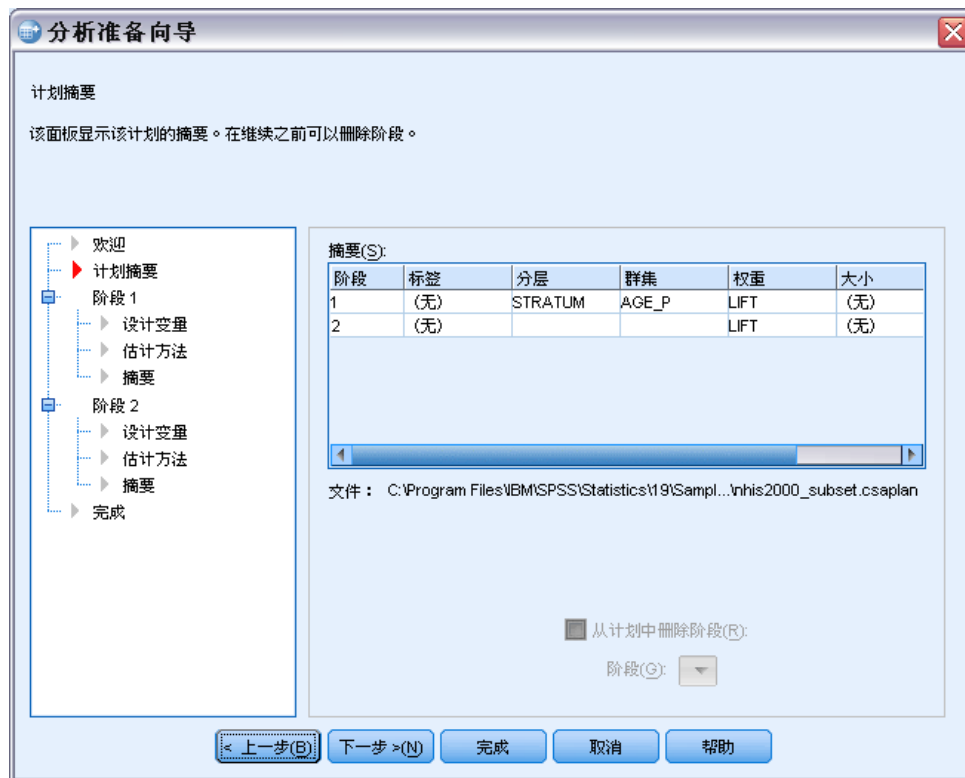 分析准备向导
计划摘要
该面板显示该计划的摘要。在继续之前可以删除阶段。
欢迎
计划摘要
阶段 1
设计变量
估计方法
摘要
阶段 2
设计变量
估计方法
摘要
完成
摘要(S):
阶段 标签 分层 群集 权重 大小
1 (无) STRATUM AGE_P LIFT (无)
2 (无) LIFT (无)
文件： C:\Program Files\IBM\SPSS\Statistics\19\Sampl...\nhis2000_subset.csaplan
从计划中删除阶段(R):
阶段(G):
< 上一步(B) 下一步 >(N) 完成 取消 帮助